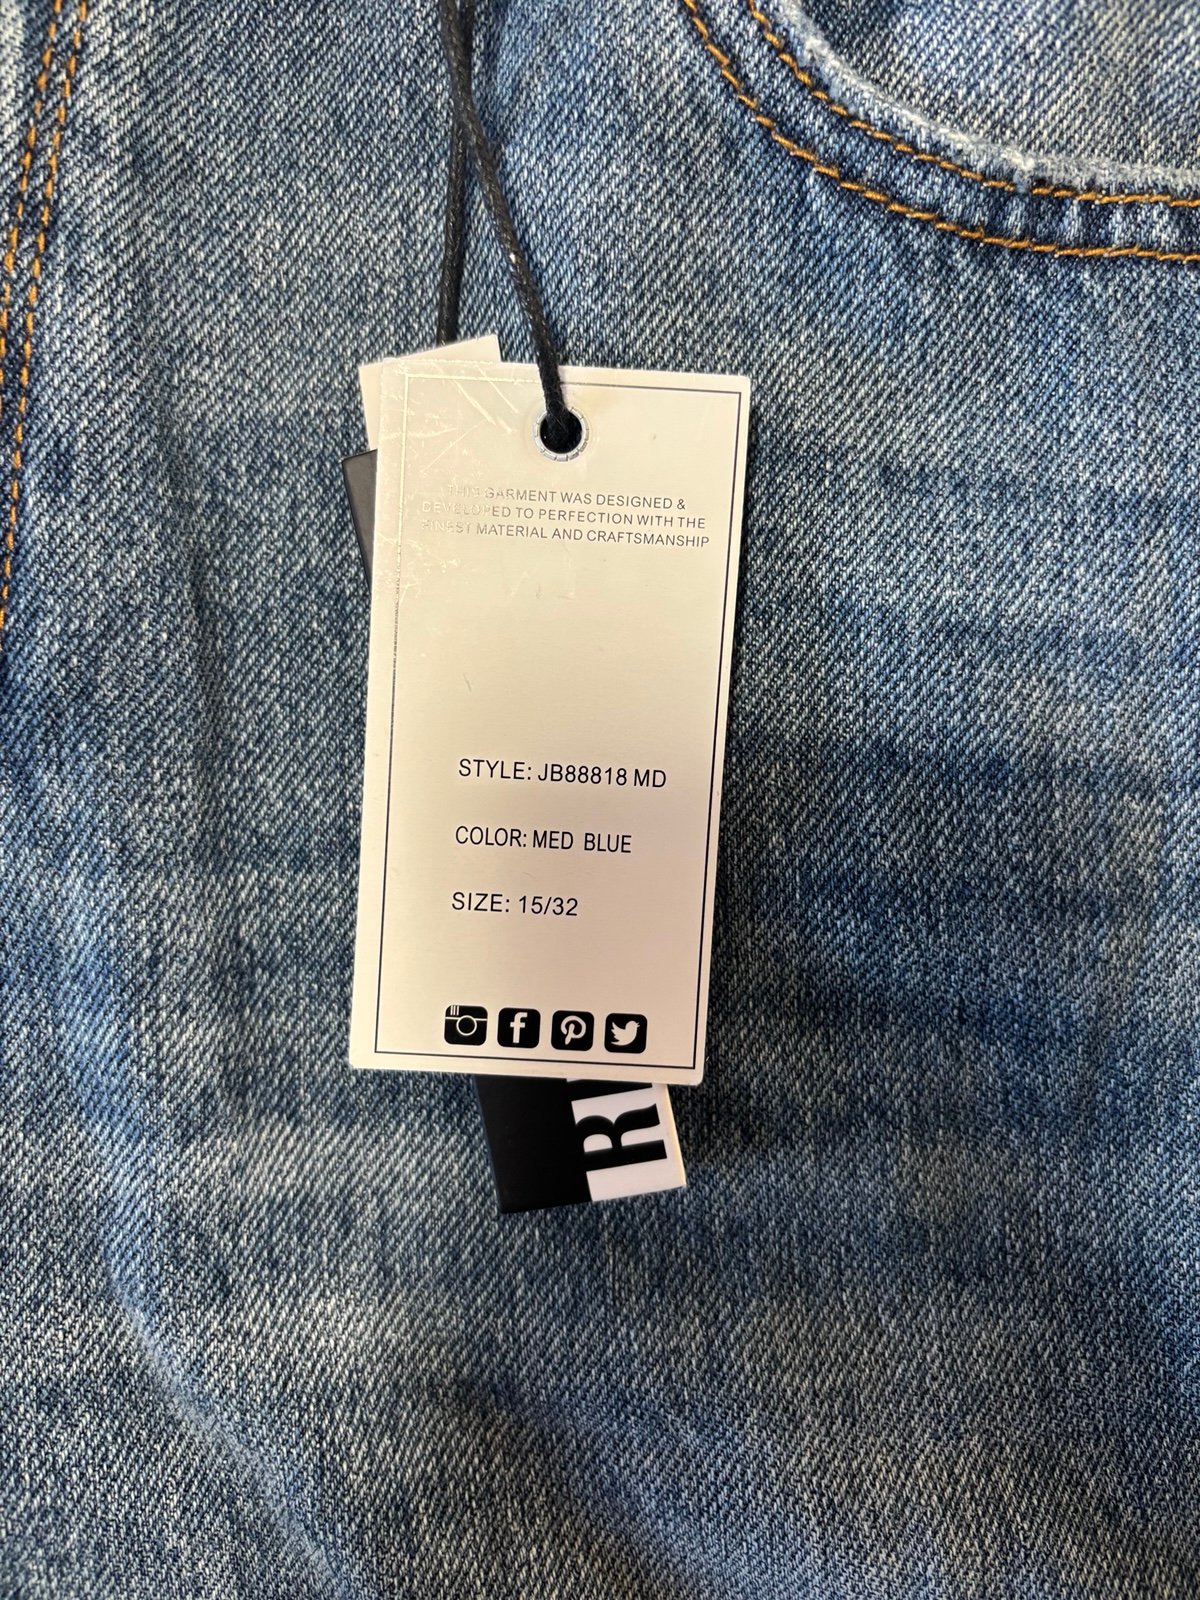 THIS GARMENT WAS DESIGNED &
DEVELOPED TO PERFECTION WITH THE
FINEST MATERIAL AND CRAFTSMANSHIP
STYLE: JB88818 MD
COLOR: MED BLUE
SIZE: 15/32
R